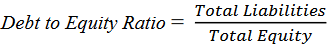 Debt to Equity Ratio = Total Liabilities / Total Equity